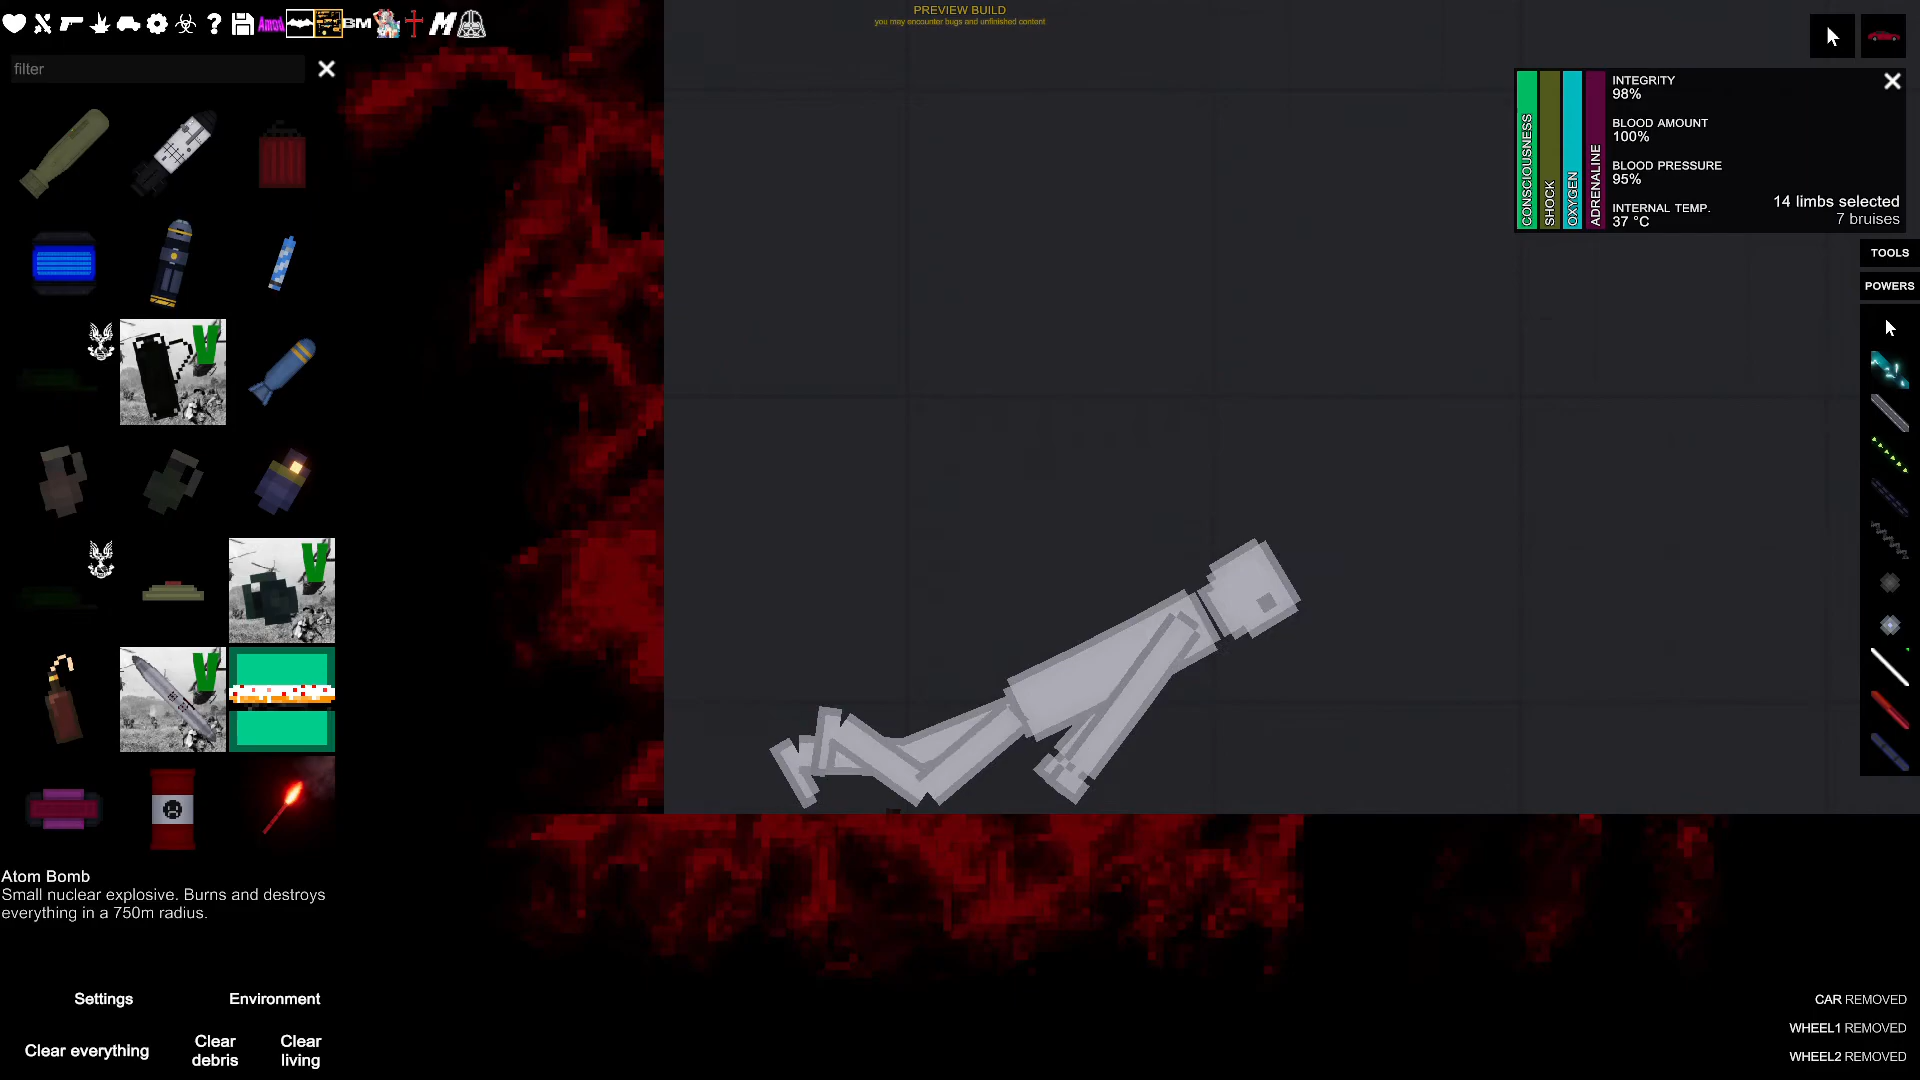 PREVIEW BUILD
you may encounter bugs and unfinished content
Amsg
BM
M
filter
CONSCIOUSNESS
SHOCK
OXYGEN
ADRENALINE
INTEGRITY
98%
BLOOD AMOUNT
100%
BLOOD PRESSURE
95%
INTERNAL TEMP.
37 °C
14 limbs selected
7 bruises
TOOLS
POWERS
V
V
V
Atom Bomb
Small nuclear explosive. Burns and destroys
everything in a 750m radius.
Settings
Environment
Clear everything
Clear
debris
Clear
living
CAR REMOVED
WHEEL1 REMOVED
WHEEL2 REMOVED